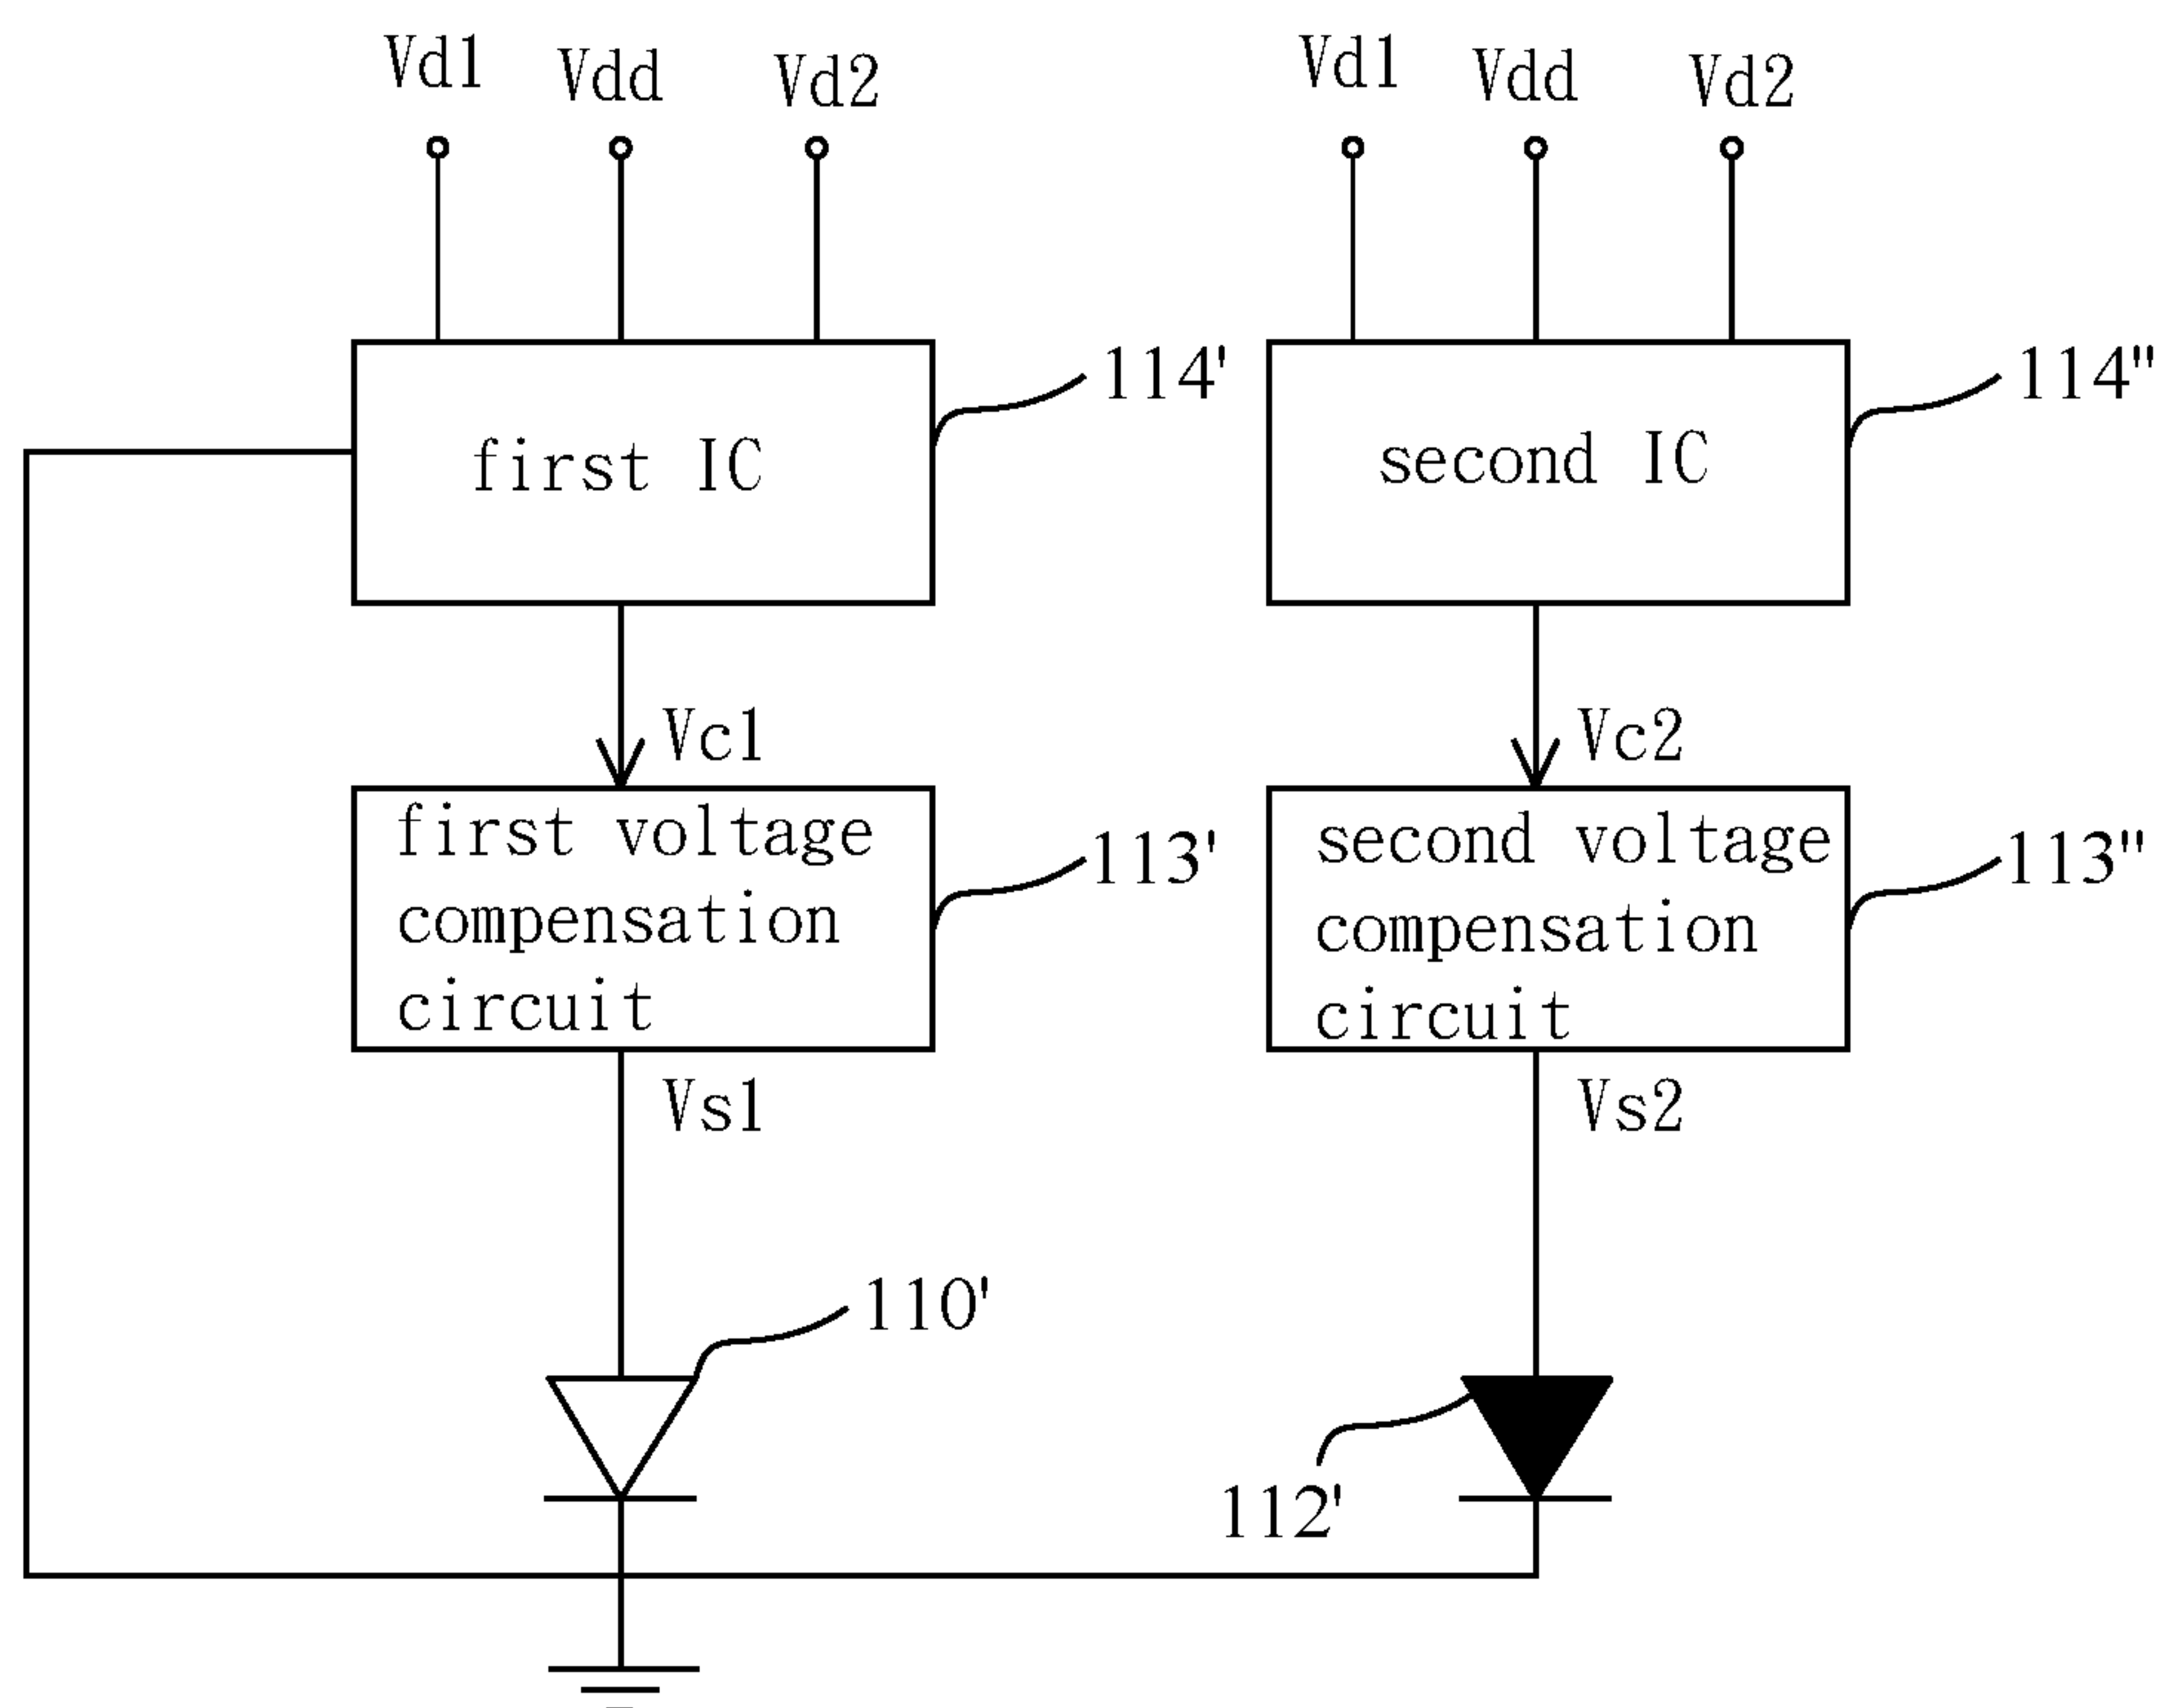 Vd1 Vdd Vd2 Vd1 Vdd Vd2
114' 114"
first IC second IC
Vc1 Vc2
first voltage
compensation
circuit
113'
second voltage
compensation
circuit
113"
Vs1 Vs2
110'
112'